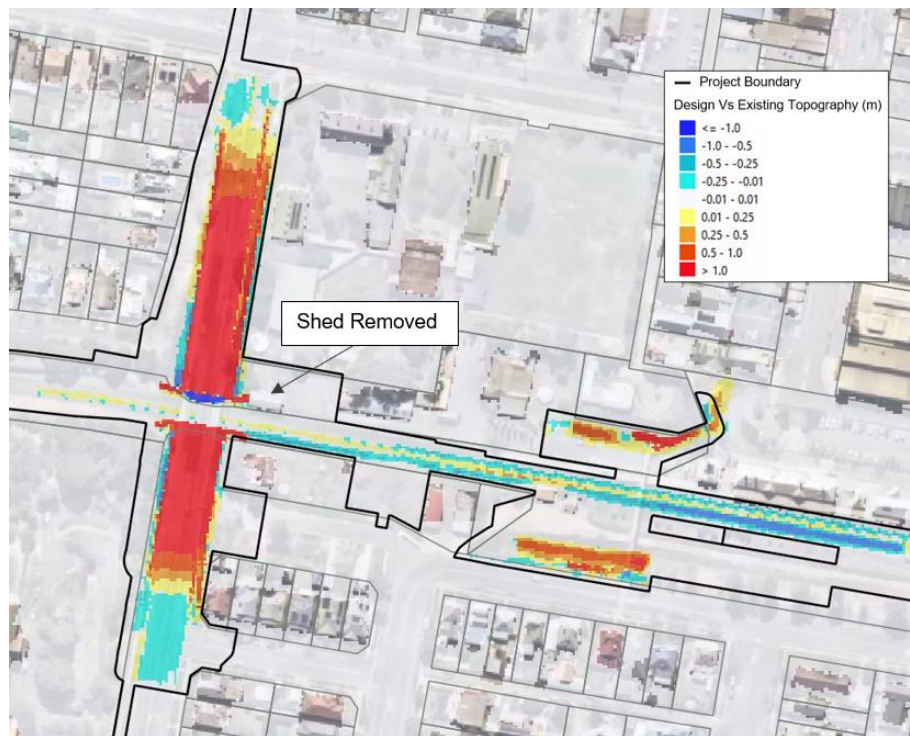 Project Boundary
Design Vs Existing Topography (m)
<= -1.0
-1.0 - -0.5
-0.5 - -0.25
-0.25 - -0.01
-0.01 - 0.01
0.01 - 0.25
0.25 - 0.5
0.5 - 1.0
> 1.0
Shed Removed